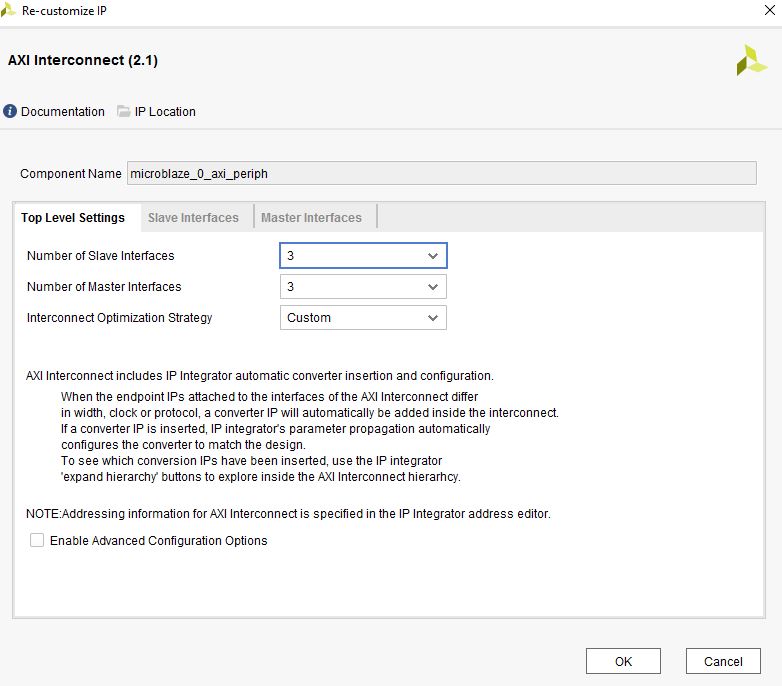 Re-customize IP
AXI Interconnect (2.1)
Documentation IP Location
Component Name microblaze_0_axi_periph
Top Level Settings Slave Interfaces Master Interfaces
Number of Slave Interfaces 3
Number of Master Interfaces 3
Interconnect Optimization Strategy Custom
AXI Interconnect includes IP Integrator automatic converter insertion and configuration.
When the endpoint IPs attached to the interfaces of the AXI Interconnect differ
in width, clock or protocol, a converter IP will automatically be added inside the interconnect.
If a converter IP is inserted, IP integrator's parameter propagation automatically
configures the converter to match the design.
To see which conversion IPs have been inserted, use the IP integrator
'expand hierarchy' buttons to explore inside the AXI Interconnect hierarhcy.
NOTE:Addressing information for AXI Interconnect is specified in the IP Integrator address editor.
Enable Advanced Configuration Options
OK Cancel